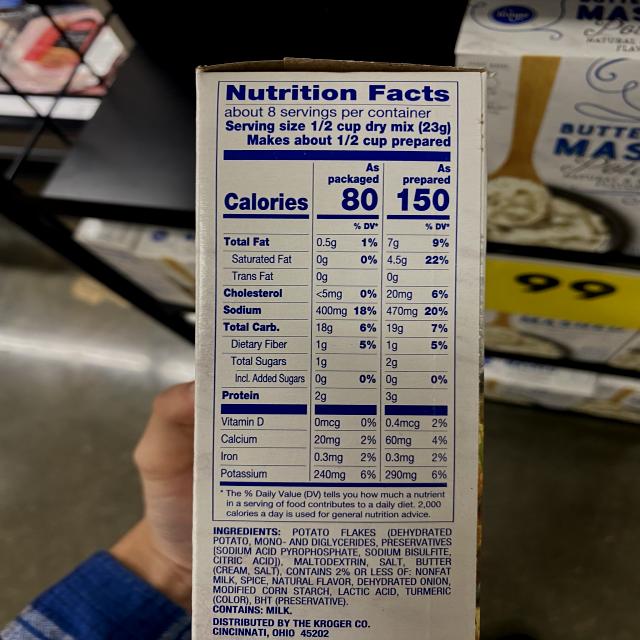 Kroger
BUTTE
MAS
NATURAL
Nutrition Facts
about 8 servings per container
Serving size 1/2 cup dry mix (23g)
Makes about 1/2 cup prepared
As packaged As prepared
Calories 80 150
% DV* % DV*
Total Fat 0.5g 1% 7g 9%
Saturated Fat 0g 0% 4.5g 22%
Trans Fat 0g 0g
Cholesterol <5mg 0% 20mg 6%
Sodium 400mg 18% 470mg 20%
Total Carb. 18g 6% 19g 7%
Dietary Fiber 1g 5% 1g 5%
Total Sugars 1g 2g
Incl. Added Sugars 0g 0% 0g 0%
Protein 2g 3g
Vitamin D 0mcg 0% 0.4mcg 2%
Calcium 20mg 2% 60mg 4%
Iron 0.3mg 2% 0.3mg 2%
Potassium 240mg 6% 290mg 6%
* The % Daily Value (DV) tells you how much a nutrient
in a serving of food contributes to a daily diet. 2,000
calories a day is used for general nutrition advice.
INGREDIENTS: POTATO FLAKES (DEHYDRATED
POTATO, MONO- AND DIGLYCERIDES, PRESERVATIVES
[SODIUM ACID PYROPHOSPHATE, SODIUM BISULFITE,
CITRIC ACID]), MALTODEXTRIN, SALT, BUTTER
(CREAM, SALT), CONTAINS 2% OR LESS OF: NONFAT
MILK, SPICE, NATURAL FLAVOR, DEHYDRATED ONION,
MODIFIED CORN STARCH, LACTIC ACID, TURMERIC
(COLOR), BHT (PRESERVATIVE).
CONTAINS: MILK.
DISTRIBUTED BY THE KROGER CO.
CINCINNATI, OHIO 45202
BUTTE
MAS
99